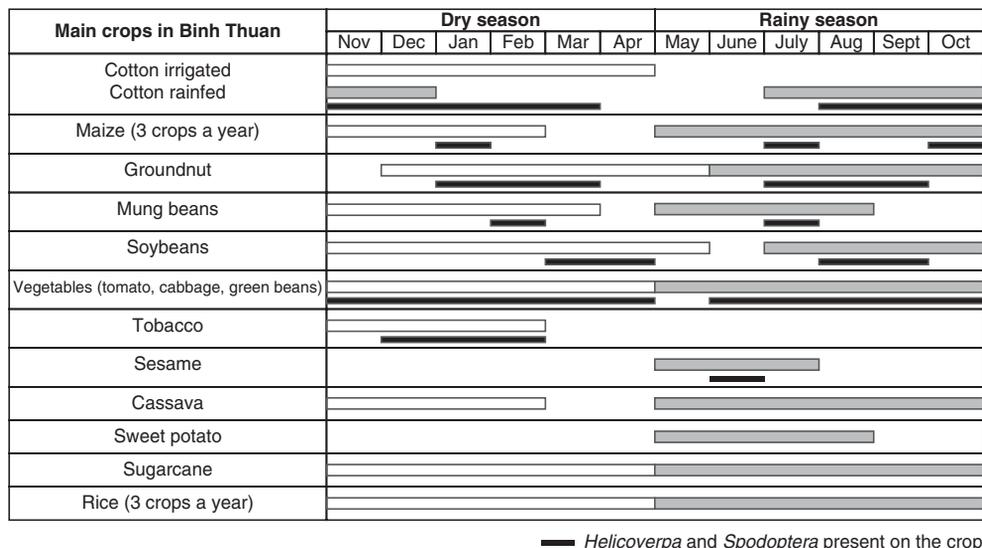 Main crops in Binh Thuan
Dry season Rainy season
Nov Dec Jan Feb Mar Apr May June July Aug Sept Oct
Cotton irrigated
Cotton rainfed
Maize (3 crops a year)
Groundnut
Mung beans
Soybeans
Vegetables (tomato, cabbage, green beans)
Tobacco
Sesame
Cassava
Sweet potato
Sugarcane
Rice (3 crops a year)
Helicoverpa and Spodoptera present on the crop